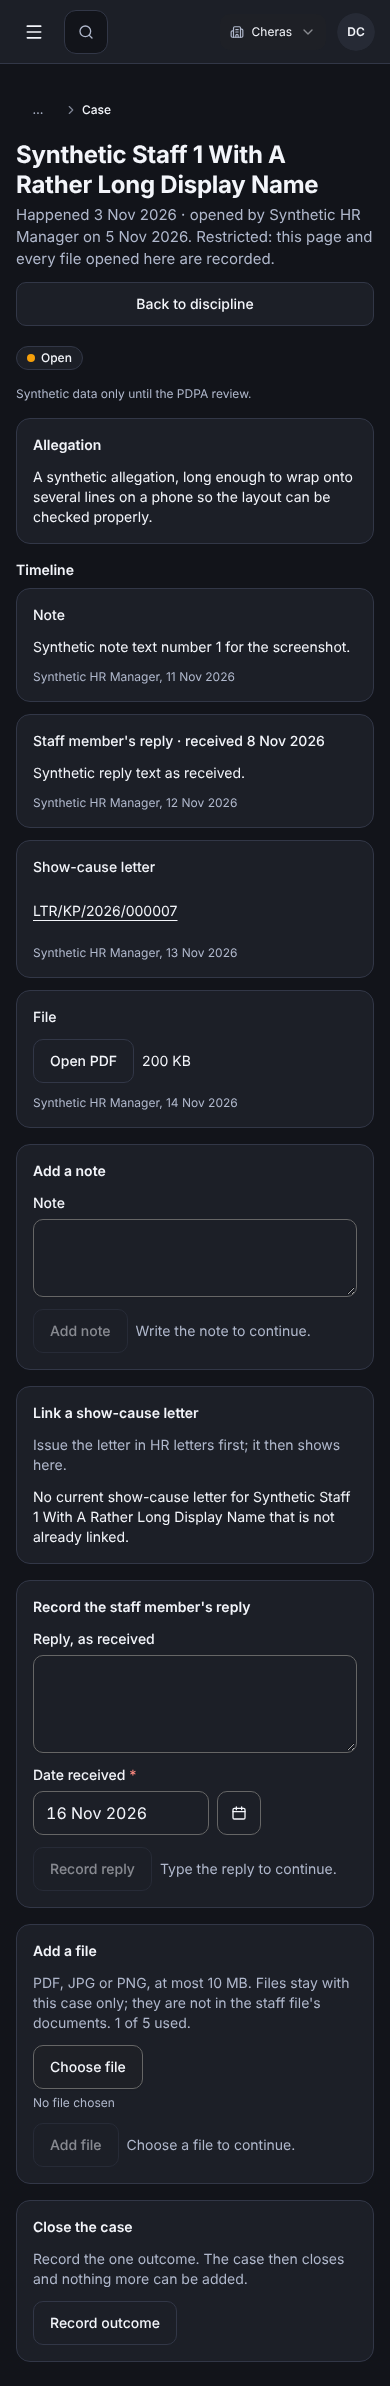 Cheras
DC
...
Case
Synthetic Staff 1 With A
Rather Long Display Name
Happened 3 Nov 2026 · opened by Synthetic HR
Manager on 5 Nov 2026. Restricted: this page and
every file opened here are recorded.
Back to discipline
Open
Synthetic data only until the PDPA review.
Allegation
A synthetic allegation, long enough to wrap onto
several lines on a phone so the layout can be
checked properly.
Timeline
Note
Synthetic note text number 1 for the screenshot.
Synthetic HR Manager, 11 Nov 2026
Staff member's reply · received 8 Nov 2026
Synthetic reply text as received.
Synthetic HR Manager, 12 Nov 2026
Show-cause letter
LTR/KP/2026/000007
Synthetic HR Manager, 13 Nov 2026
File
Open PDF 200 KB
Synthetic HR Manager, 14 Nov 2026
Add a note
Note
Add note Write the note to continue.
Link a show-cause letter
Issue the letter in HR letters first; it then shows
here.
No current show-cause letter for Synthetic Staff
1 With A Rather Long Display Name that is not
already linked.
Record the staff member's reply
Reply, as received
Date received *
16 Nov 2026
Record reply Type the reply to continue.
Add a file
PDF, JPG or PNG, at most 10 MB. Files stay with
this case only; they are not in the staff file's
documents. 1 of 5 used.
Choose file
No file chosen
Add file Choose a file to continue.
Close the case
Record the one outcome. The case then closes
and nothing more can be added.
Record outcome